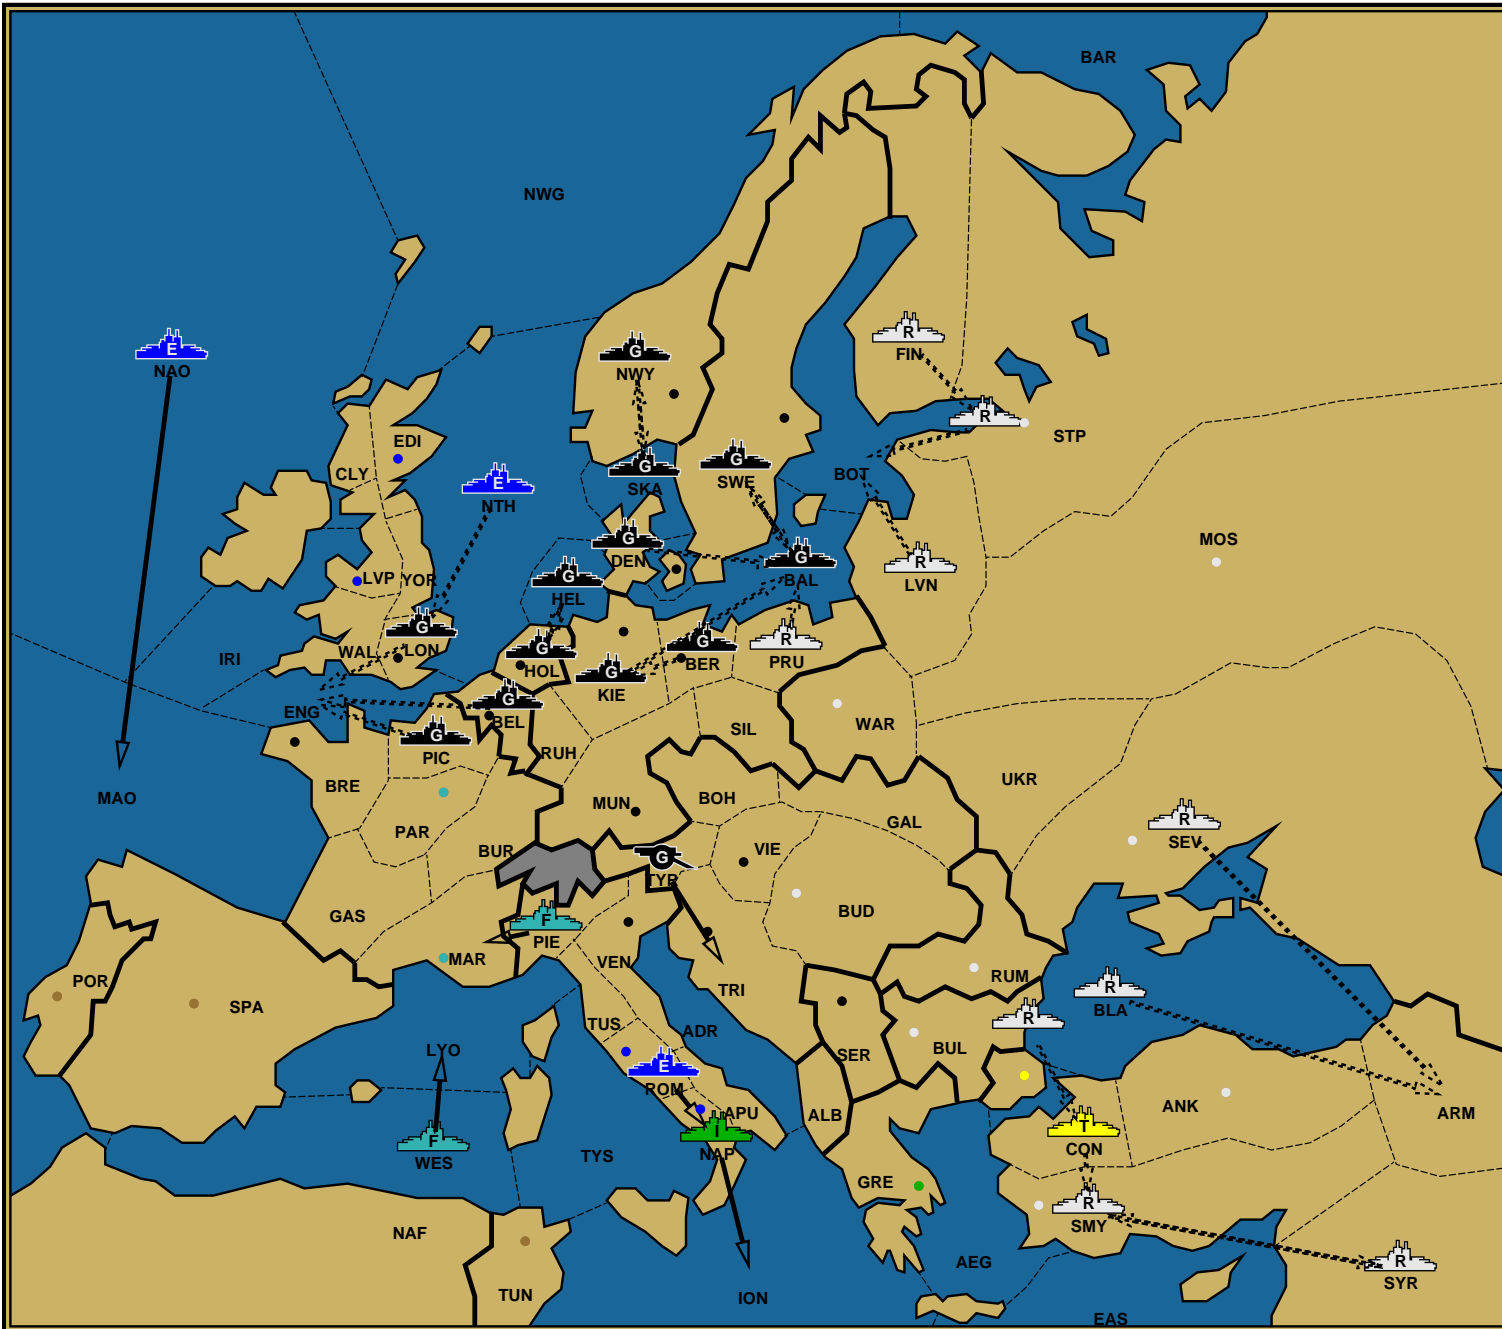 BAR
NWG
E
NAO
R
FIN
G
NWY
R
STP
EDI
CLY
E
NTH
G
SKA
G
SWE
BOT
G
DEN
G
BAL
R
LVN
MOS
G
HEL
LVP
YOR
G
LON
WAL
IRI
G
HOL
G
KIE
G
BER
R
PRU
ENG
G
BEL
G
PIC
RUH
SIL
WAR
UKR
MAO
BRE
PAR
MUN
BOH
GAL
R
SEV
BUR
G
TYR
VIE
BUD
GAS
F
PIE
MAR
VEN
TRI
RUM
R
BLA
POR
SPA
R
TUS
ADR
SER
BUL
LYO
E
ROM
APU
ALB
ANK
ARM
F
WES
TYS
I
NAP
T
CON
GRE
R
SMY
NAF
AEG
R
SYR
TUN
ION
EAS